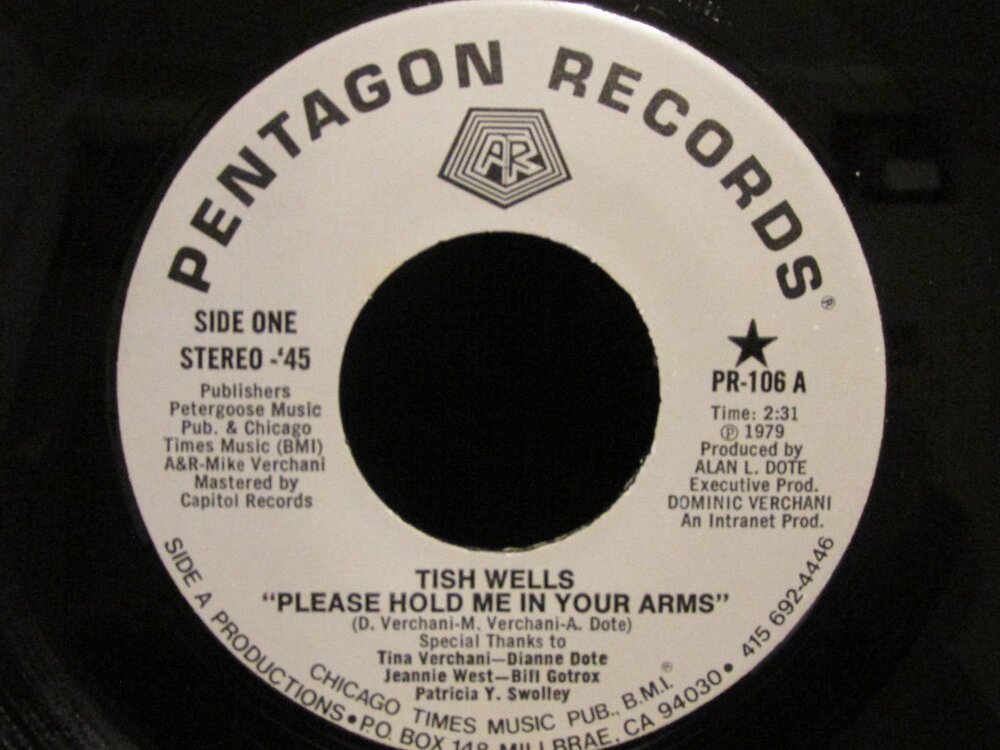 PENTAGON RECORDS®
PR
SIDE ONE
STEREO -'45
Publishers
Petergoose Music
Pub. & Chicago
Times Music (BMI)
A&R-Mike Verchani
Mastered by
Capitol Records
★
PR-106 A
Time: 2:31
℗ 1979
Produced by
ALAN L. DOTE
Executive Prod.
DOMINIC VERCHANI
An Intranet Prod.
TISH WELLS
"PLEASE HOLD ME IN YOUR ARMS"
(D. Verchani-M. Verchani-A. Dote)
Special Thanks to
Tina Verchani—Dianne Dote
Jeannie West—Bill Gotrox
Patricia Y. Swolley
CHICAGO TIMES MUSIC PUB., B.M.I.®
SIDE A PRODUCTIONS • P.O. BOX 148 MILLBRAE, CA 94030 • 415 692-4446